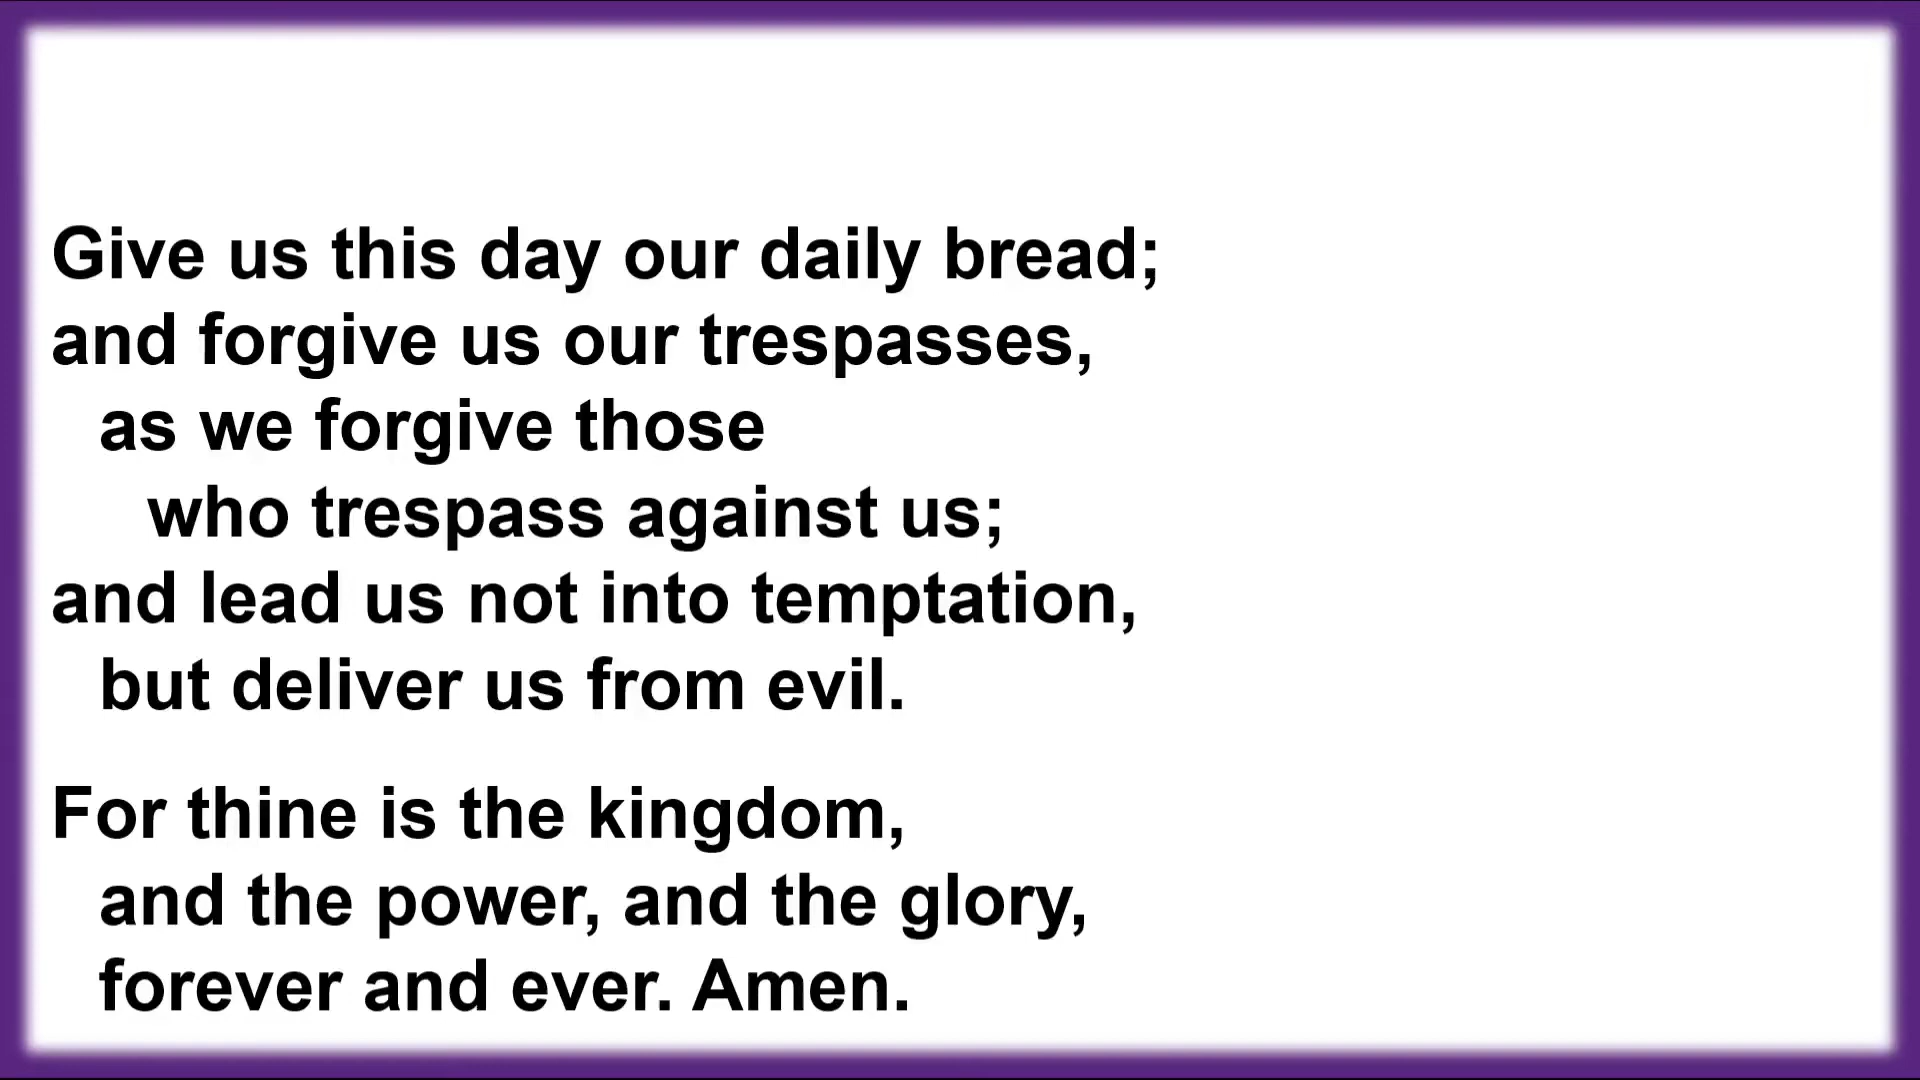 Give us this day our daily bread;
and forgive us our trespasses,
as we forgive those
who trespass against us;
and lead us not into temptation,
but deliver us from evil.
For thine is the kingdom,
and the power, and the glory,
forever and ever. Amen.